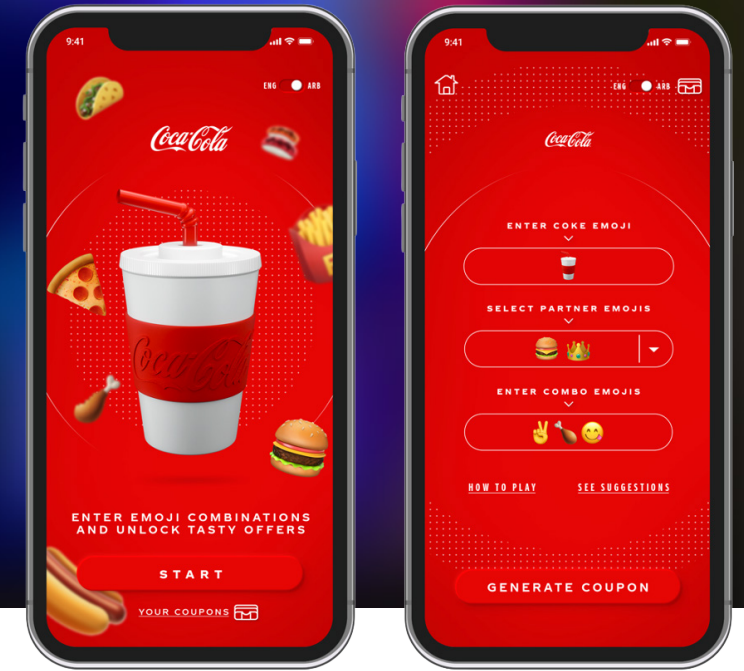 9:41
ENG ARB
Coca-Cola
Coca-Cola
ENTER EMOJI COMBINATIONS
AND UNLOCK TASTY OFFERS
START
YOUR COUPONS
9:41
ENG ARB
Coca-Cola
ENTER COKE EMOJI
SELECT PARTNER EMOJIS
ENTER COMBO EMOJIS
HOW TO PLAY SEE SUGGESTIONS
GENERATE COUPON